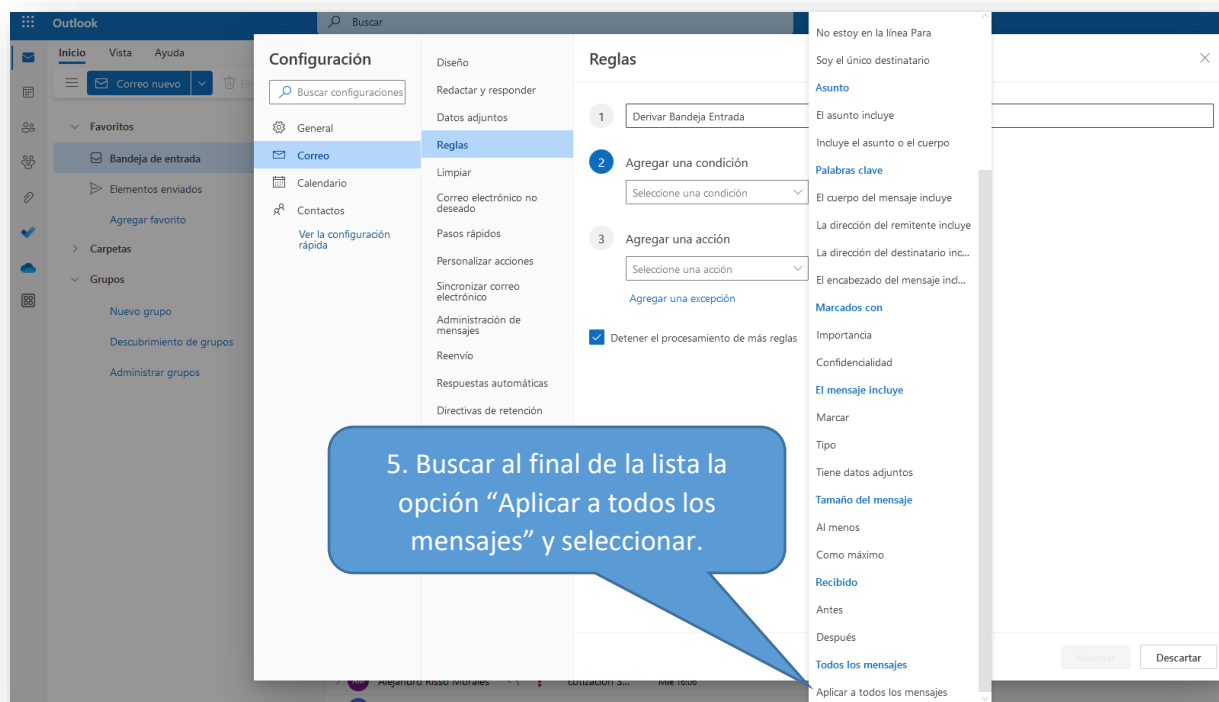 Outlook
Buscar
Inicio Vista Ayuda
Correo nuevo
Favoritos
Bandeja de entrada
Elementos enviados
Agregar favorito
Carpetas
Grupos
Nuevo grupo
Descubrimiento de grupos
Administrar grupos
Configuración
Buscar configuraciones
General
Correo
Calendario
Contactos
Ver la configuración
rápida
Diseño
Redactar y responder
Datos adjuntos
Reglas
Limpiar
Correo electrónico no
deseado
Pasos rápidos
Personalizar acciones
Sincronizar correo
electrónico
Administración de
mensajes
Reenvío
Respuestas automáticas
Directivas de retención
Reglas
1 Derivar Bandeja Entrada
2 Agregar una condición
Seleccione una condición
3 Agregar una acción
Seleccione una acción
Agregar una excepción
Detener el procesamiento de más reglas
No estoy en la línea Para
Soy el único destinatario
Asunto
El asunto incluye
Incluye el asunto o el cuerpo
Palabras clave
El cuerpo del mensaje incluye
La dirección del remitente incluye
La dirección del destinatario inc...
El encabezado del mensaje incl...
Marcados con
Importancia
Confidencialidad
El mensaje incluye
Marcar
Tipo
Tiene datos adjuntos
Tamaño del mensaje
Al menos
Como máximo
Recibido
Antes
Después
Todos los mensajes
Aplicar a todos los mensajes
Guardar Descartar
5. Buscar al final de la lista la
opción “Aplicar a todos los
mensajes” y seleccionar.
Alejandro Risso Morales Cotización S... Mié 16:06